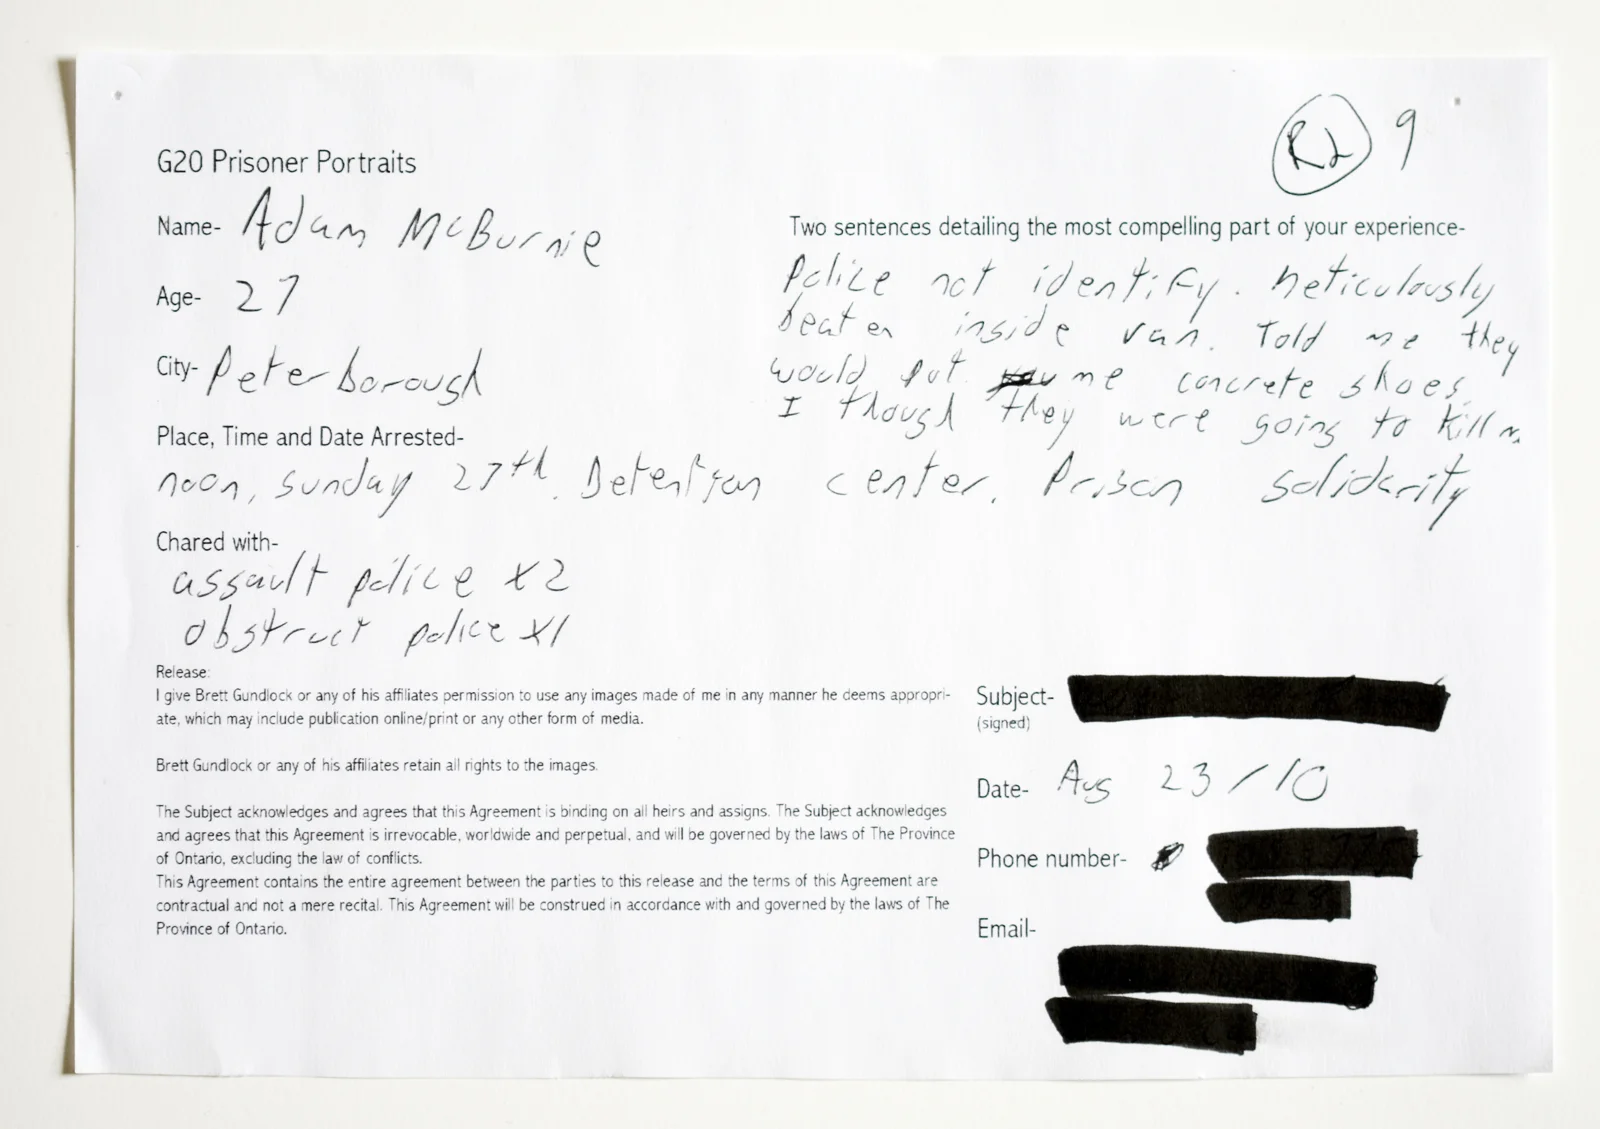 R2 9
G20 Prisoner Portraits
Name- Adam McBurnie
Age- 27
City- Peterborough
Place, Time and Date Arrested-
noon, sunday 27th. Detention center. Prison solidarity
Chared with-
assault police x2
obstruct police x1
Two sentences detailing the most compelling part of your experience-
Police not identify. Meticulously
beaten inside van. Told me they
would put me concrete shoes.
I though they were going to kill
Release:
I give Brett Gundlock or any of his affiliates permission to use any images made of me in any manner he deems appropri-
ate, which may include publication online/print or any other form of media.
Brett Gundlock or any of his affiliates retain all rights to the images.
The Subject acknowledges and agrees that this Agreement is binding on all heirs and assigns. The Subject acknowledges
and agrees that this Agreement is irrevocable, worldwide and perpetual, and will be governed by the laws of The Province
of Ontario, excluding the law of conflicts.
This Agreement contains the entire agreement between the parties to this release and the terms of this Agreement are
contractual and not a mere recital. This Agreement will be construed in accordance with and governed by the laws of The
Province of Ontario.
Subject-
(signed)
Date- Aug 23/10
Phone number-
Email-